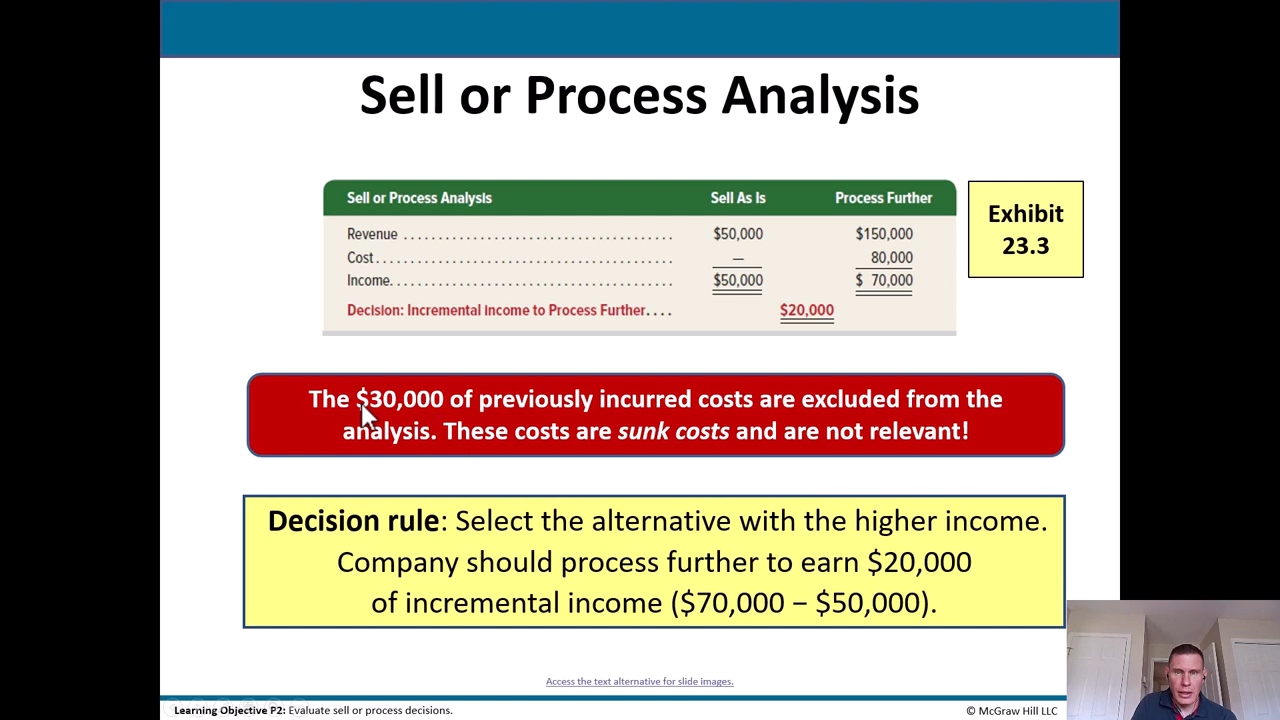 Sell or Process Analysis
Sell or Process Analysis Sell As Is Process Further
Revenue ....................................... $50,000 $150,000
Cost ........................................... — 80,000
Income......................................... $50,000 $ 70,000
Decision: Incremental Income to Process Further.... $20,000
Exhibit
23.3
The $30,000 of previously incurred costs are excluded from the
analysis. These costs are sunk costs and are not relevant!
Decision rule: Select the alternative with the higher income.
Company should process further to earn $20,000
of incremental income ($70,000 − $50,000).
Access the text alternative for slide images.
Learning Objective P2: Evaluate sell or process decisions.
© McGraw Hill LLC